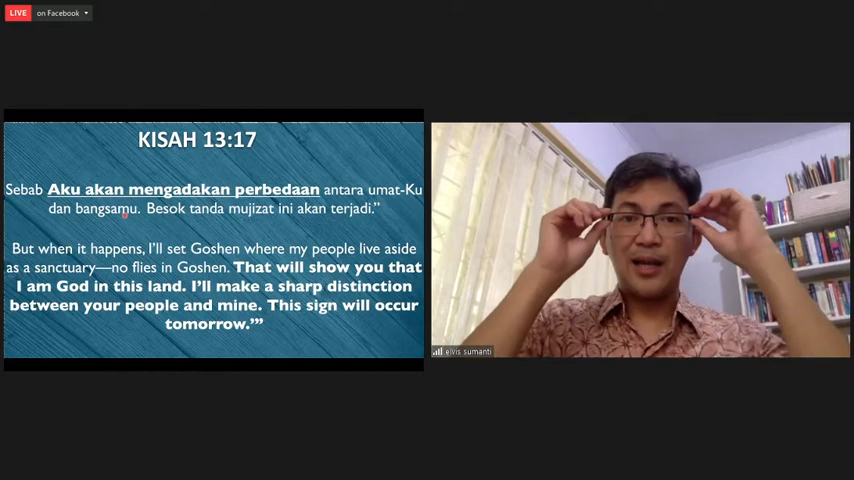 LIVE on Facebook
KISAH 13:17
Sebab Aku akan mengadakan perbedaan antara umat-Ku
dan bangsamu. Besok tanda mujizat ini akan terjadi.”
But when it happens, I’ll set Goshen where my people live aside
as a sanctuary—no flies in Goshen. That will show you that
I am God in this land. I’ll make a sharp distinction
between your people and mine. This sign will occur
tomorrow.’”
elvis sumanti